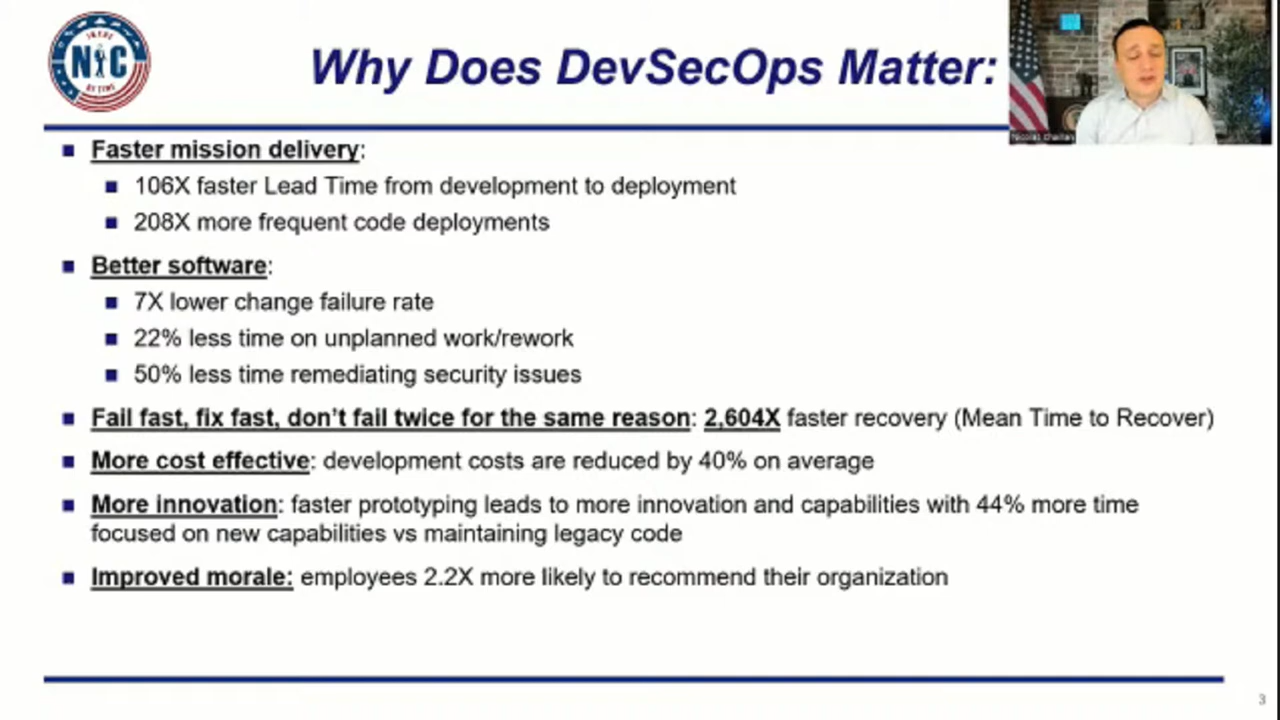 INSIDE
NiC
BY TINE
Why Does DevSecOps Matter:
Faster mission delivery:
106X faster Lead Time from development to deployment
208X more frequent code deployments
Better software:
7X lower change failure rate
22% less time on unplanned work/rework
50% less time remediating security issues
Fail fast, fix fast, don’t fail twice for the same reason: 2,604X faster recovery (Mean Time to Recover)
More cost effective: development costs are reduced by 40% on average
More innovation: faster prototyping leads to more innovation and capabilities with 44% more time
focused on new capabilities vs maintaining legacy code
Improved morale: employees 2.2X more likely to recommend their organization
3